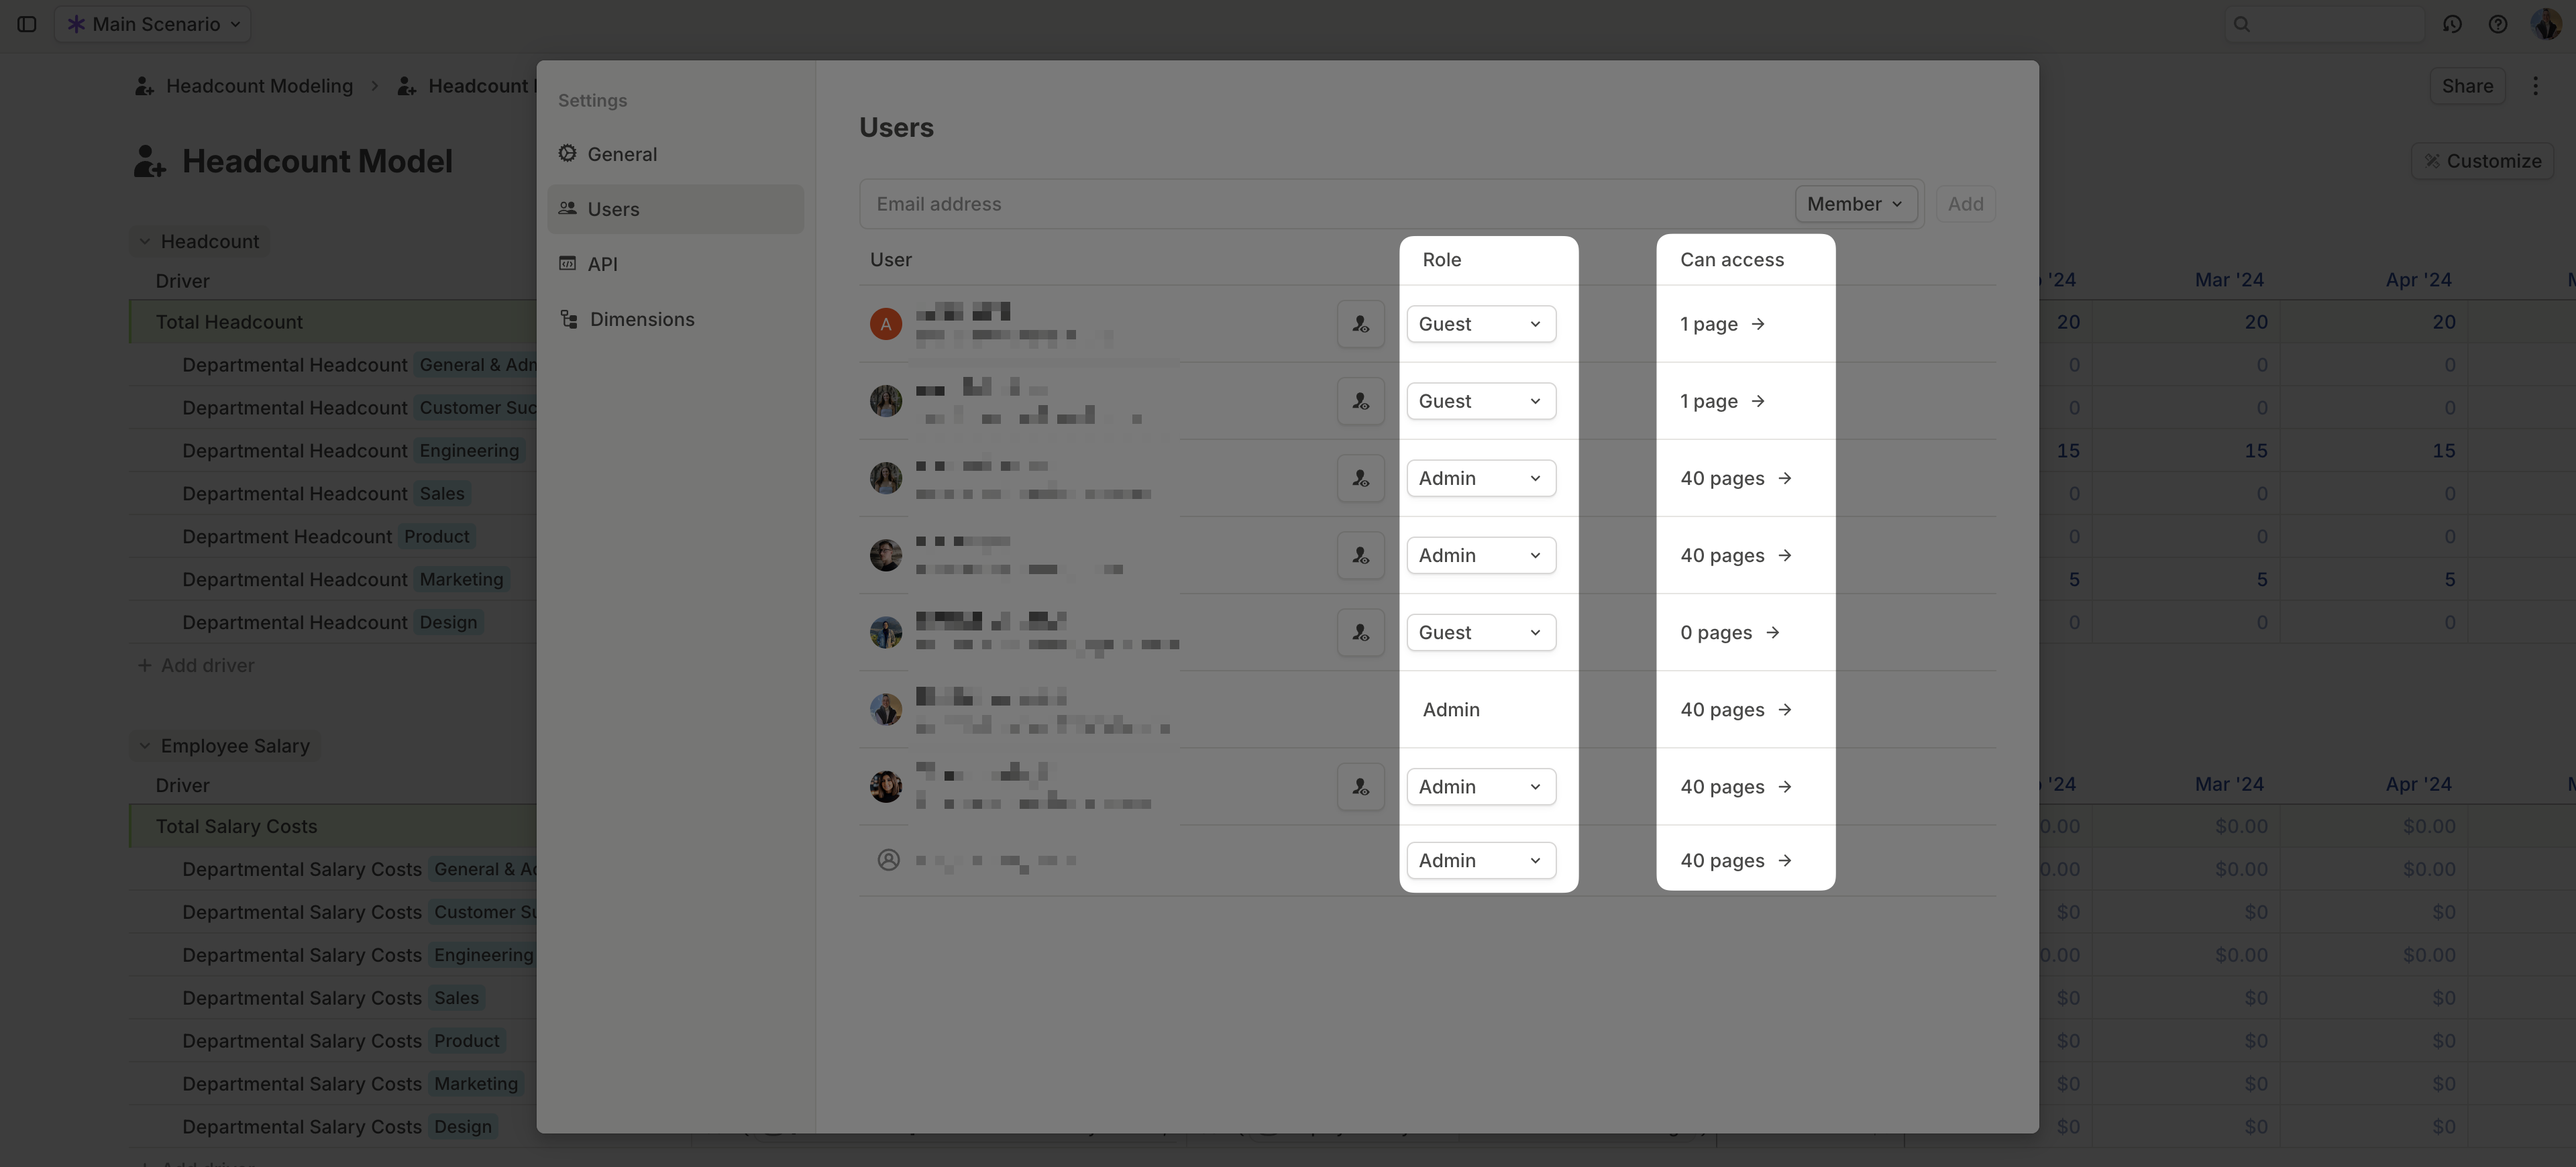 Main Scenario
Headcount Modeling > Headcount
Share
Headcount Model
Customize
Headcount
Driver
'24 Mar '24 Apr '24
Total Headcount 20 20 20
Departmental Headcount General & Adm 0 0 0
Departmental Headcount Customer Suc 0 0 0
Departmental Headcount Engineering 15 15 15
Departmental Headcount Sales 0 0 0
Department Headcount Product 0 0 0
Departmental Headcount Marketing 5 5 5
Departmental Headcount Design 0 0 0
+ Add driver
Employee Salary
Driver
'24 Mar '24 Apr '24
Total Salary Costs 0.00 $0.00 $0.00
Departmental Salary Costs General & Ad 0.00 $0.00 $0.00
Departmental Salary Costs Customer Su $0 $0 $0
Departmental Salary Costs Engineering 0.00 $0.00 $0.00
Departmental Salary Costs Sales $0 $0 $0
Departmental Salary Costs Product $0 $0 $0
Departmental Salary Costs Marketing $0 $0 $0
Departmental Salary Costs Design $0 $0 $0
Settings
General
Users
API
Dimensions
Users
Email address Member Add
User Role Can access
A Guest 1 page →
Guest 1 page →
Admin 40 pages →
Admin 40 pages →
Guest 0 pages →
Admin 40 pages →
Admin 40 pages →
Admin 40 pages →